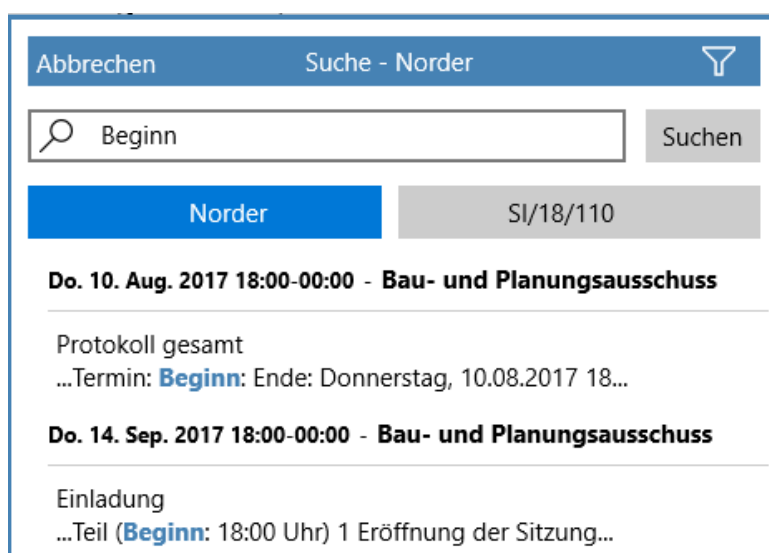 Abbrechen Suche - Norder
Beginn Suchen
Norder SI/18/110
Do. 10. Aug. 2017 18:00-00:00 - Bau- und Planungsausschuss
Protokoll gesamt
...Termin: Beginn: Ende: Donnerstag, 10.08.2017 18...
Do. 14. Sep. 2017 18:00-00:00 - Bau- und Planungsausschuss
Einladung
...Teil (Beginn: 18:00 Uhr) 1 Eröffnung der Sitzung...